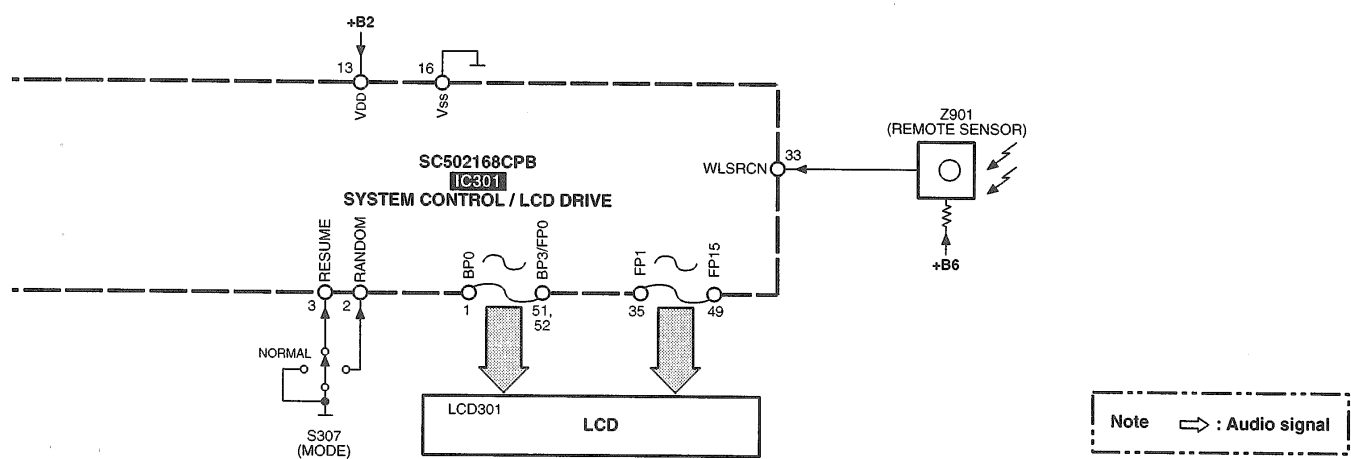 +B2
13
16
VDD
Vss
Z901
(REMOTE SENSOR)
SC502168CPB
IC301
SYSTEM CONTROL / LCD DRIVE
WLSRCN
33
+B6
RESUME
RANDOM
BP0
BP3/FP0
FP1
FP15
3
2
1
51,
52
35
49
NORMAL
S307
(MODE)
LCD301
LCD
Note : Audio signal